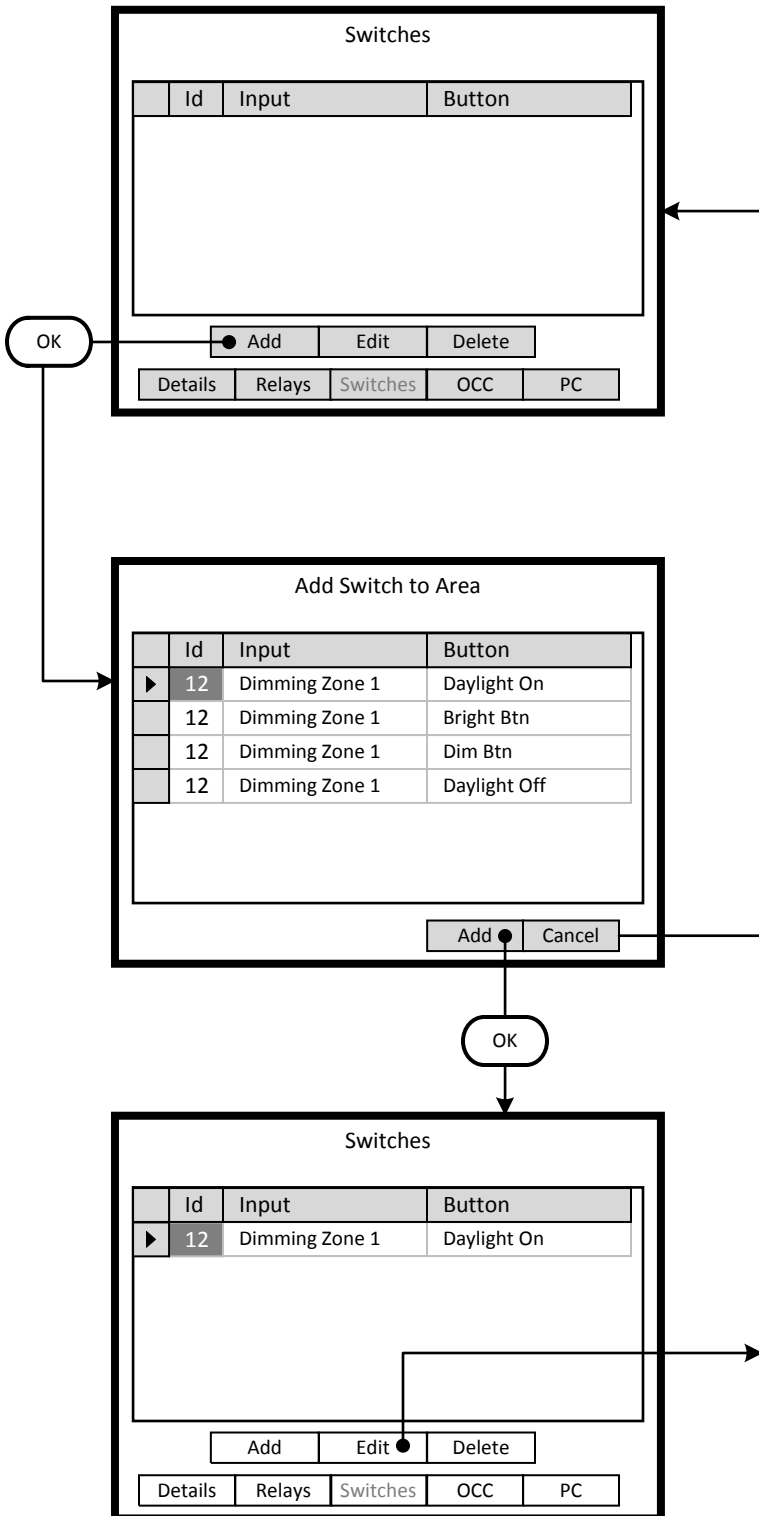 Switches
Id Input Button
OK
Add Edit Delete
Details Relays Switches OCC PC
Add Switch to Area
Id Input Button
12 Dimming Zone 1 Daylight On
12 Dimming Zone 1 Bright Btn
12 Dimming Zone 1 Dim Btn
12 Dimming Zone 1 Daylight Off
Add Cancel
OK
Switches
Id Input Button
12 Dimming Zone 1 Daylight On
Add Edit Delete
Details Relays Switches OCC PC